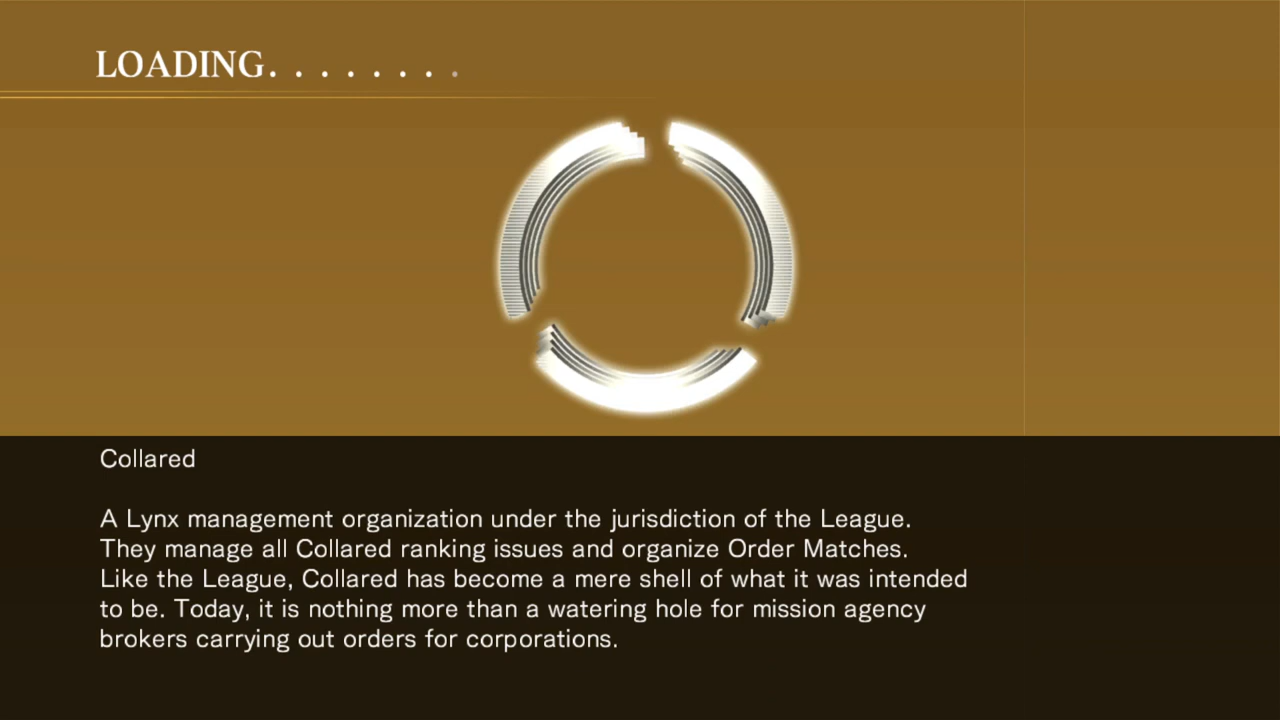 LOADING. . . . . . . .
Collared
A Lynx management organization under the jurisdiction of the League.
They manage all Collared ranking issues and organize Order Matches.
Like the League, Collared has become a mere shell of what it was intended
to be. Today, it is nothing more than a watering hole for mission agency
brokers carrying out orders for corporations.